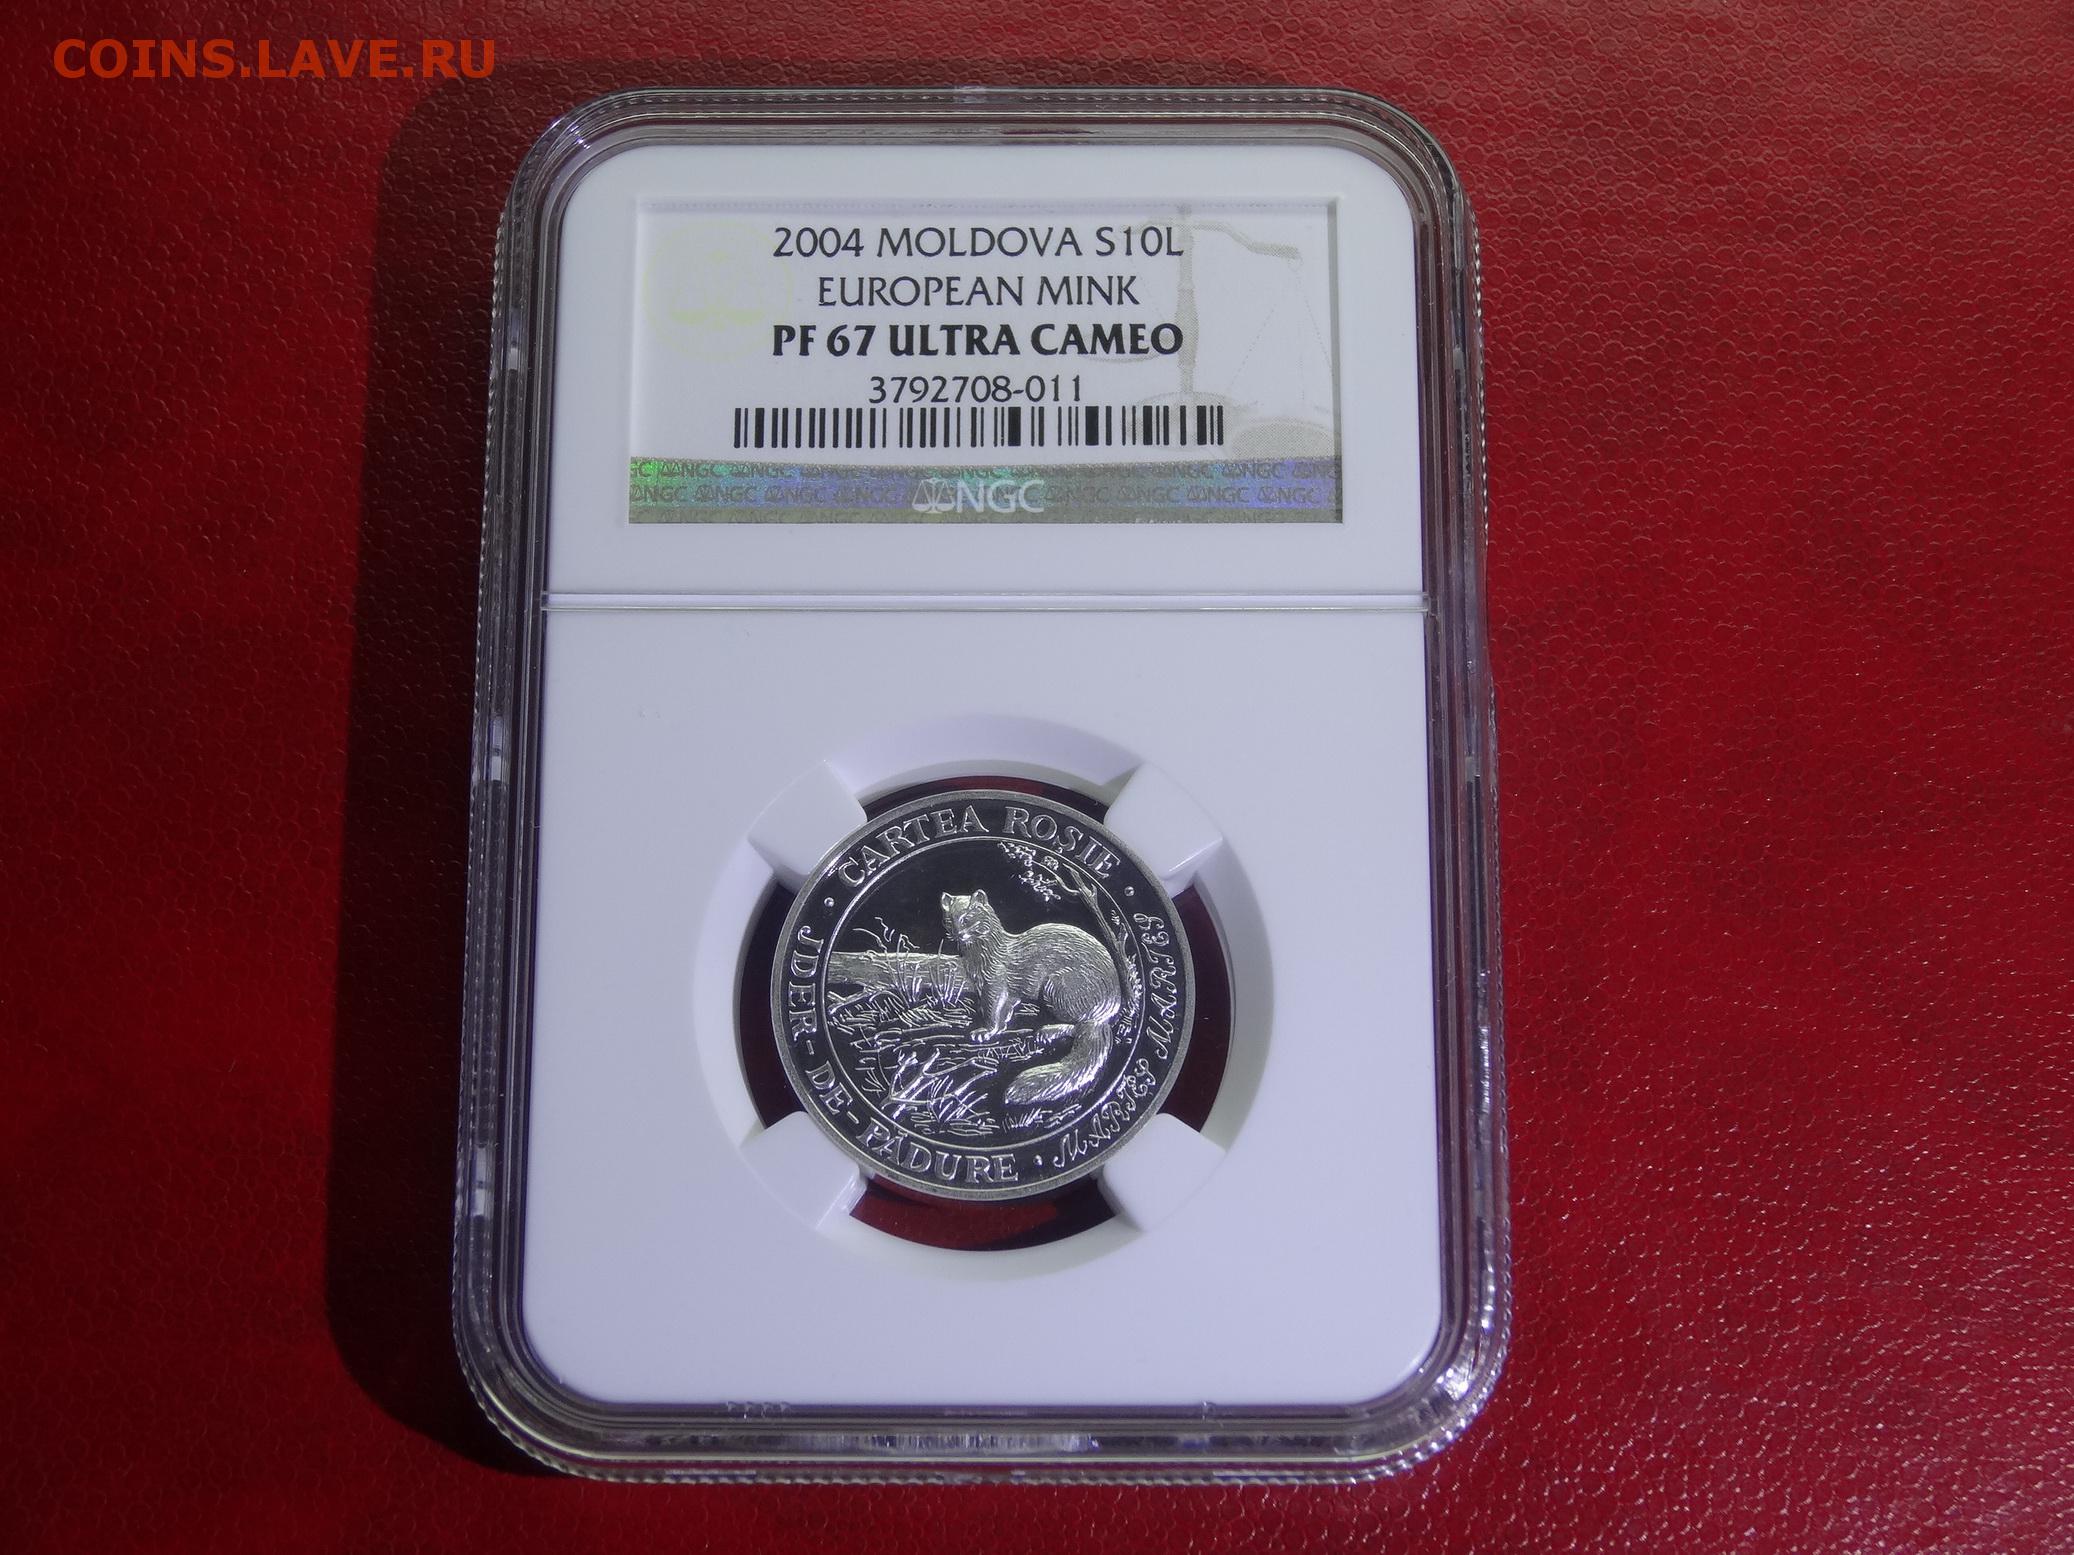 COINS.LAVE.RU
2004 MOLDOVA S10L
EUROPEAN MINK
PF 67 ULTRA CAMEO
3792708-011
NGC
CARTEA ROȘIE
JDER-DE-PĂDURE
MARTES MARTES